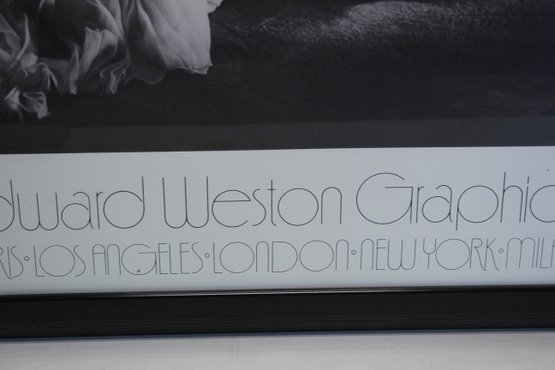 dward Weston Graphic
RIS·LOS ANGELES·LONDON·NEW YORK·MIL